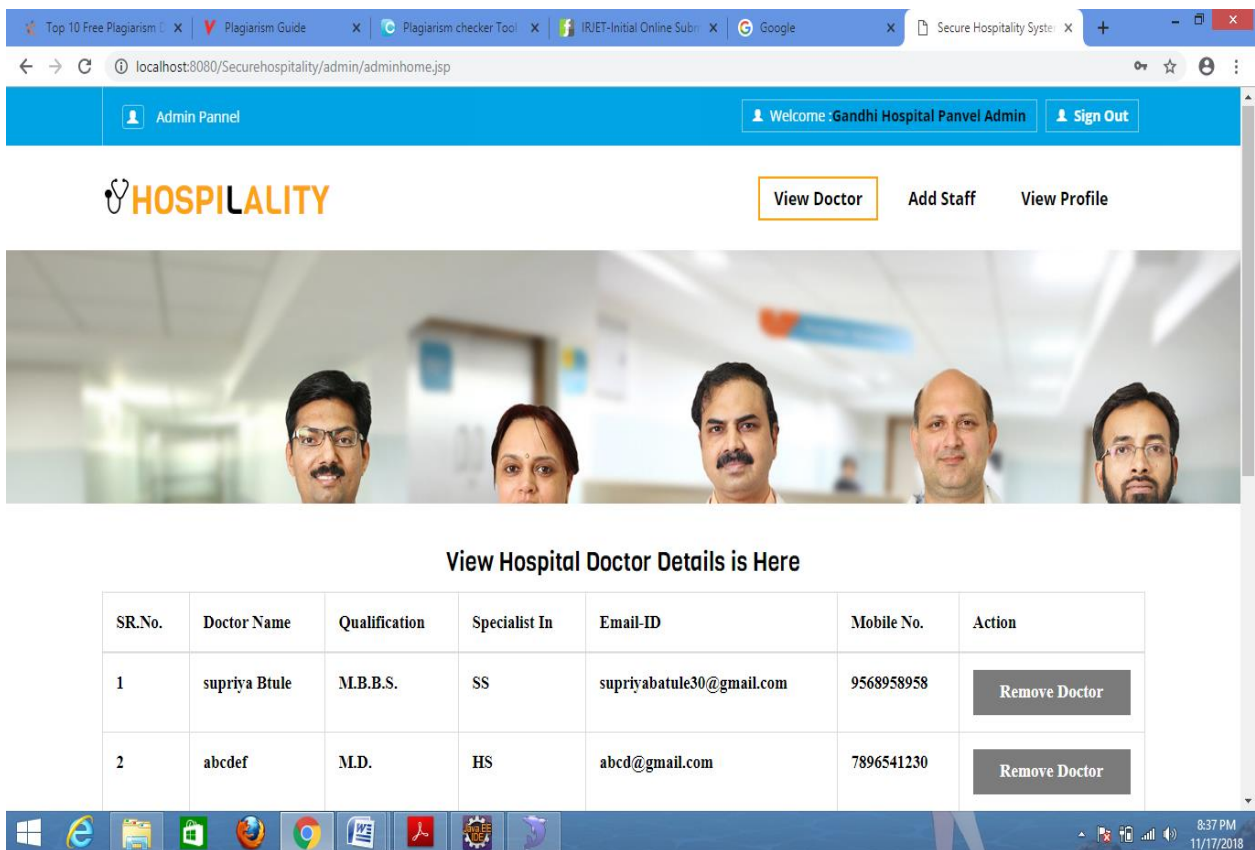 Top 10 Free Plagiarism D
Plagiarism Guide
Plagiarism checker Tool
IRJET-Initial Online Subm
Google
Secure Hospitality Syste
localhost:8080/Securehospitality/admin/adminhome.jsp
Admin Pannel
Welcome :Gandhi Hospital Panvel Admin
Sign Out
HOSPILALITY
View Doctor Add Staff View Profile
View Hospital Doctor Details is Here
SR.No. Doctor Name Qualification Specialist In Email-ID Mobile No. Action
1 supriya Btule M.B.B.S. SS supriyabatule30@gmail.com 9568958958 Remove Doctor
2 abcdef M.D. HS abcd@gmail.com 7896541230 Remove Doctor
Java EE
IDE
8:37 PM
11/17/2018